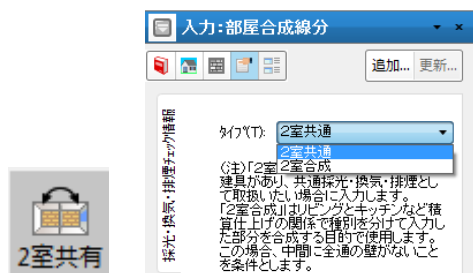 入力:部屋合成線分
追加... 更新...
採光・換気・排煙チェック情報
タイプ(T): 2室共通
2室共通
2室合成
(注)「2室
建具があり、共通採光・換気・排煙とし
て取扱いたい場合に入力します。
「2室合成」はリビングとキッチンなど積
算仕上げの関係で種別を分けて入力し
た部分を合成する目的で使用します。
この場合、中間に全通の壁がないこと
を条件とします。
2室共有